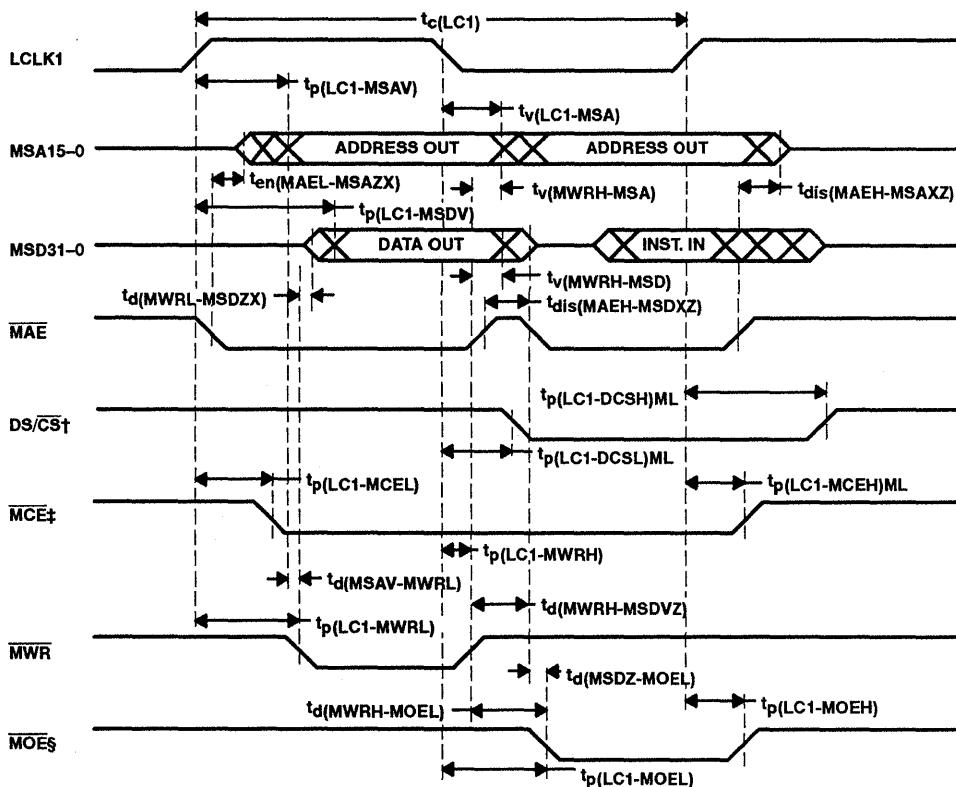 tc(LC1)
LCLK1
tp(LC1-MSAV)
tv(LC1-MSA)
MSA15–0
ADDRESS OUT
ADDRESS OUT
ten(MAEL-MSAZX)
tv(MWRH-MSA)
tdis(MAEH-MSAXZ)
tp(LC1-MSDV)
MSD31–0
DATA OUT
INST. IN
td(MWRL-MSDZX)
tv(MWRH-MSD)
tdis(MAEH-MSDXZ)
MAE
tp(LC1-DCSH)ML
DS/CS†
tp(LC1-DCSL)ML
tp(LC1-MCEL)
tp(LC1-MCEH)ML
MCE‡
tp(LC1-MWRH)
td(MSAV-MWRL)
td(MWRH-MSDVZ)
tp(LC1-MWRL)
MWR
td(MSDZ-MOEL)
td(MWRH-MOEL)
tp(LC1-MOEH)
MOE§
tp(LC1-MOEL)